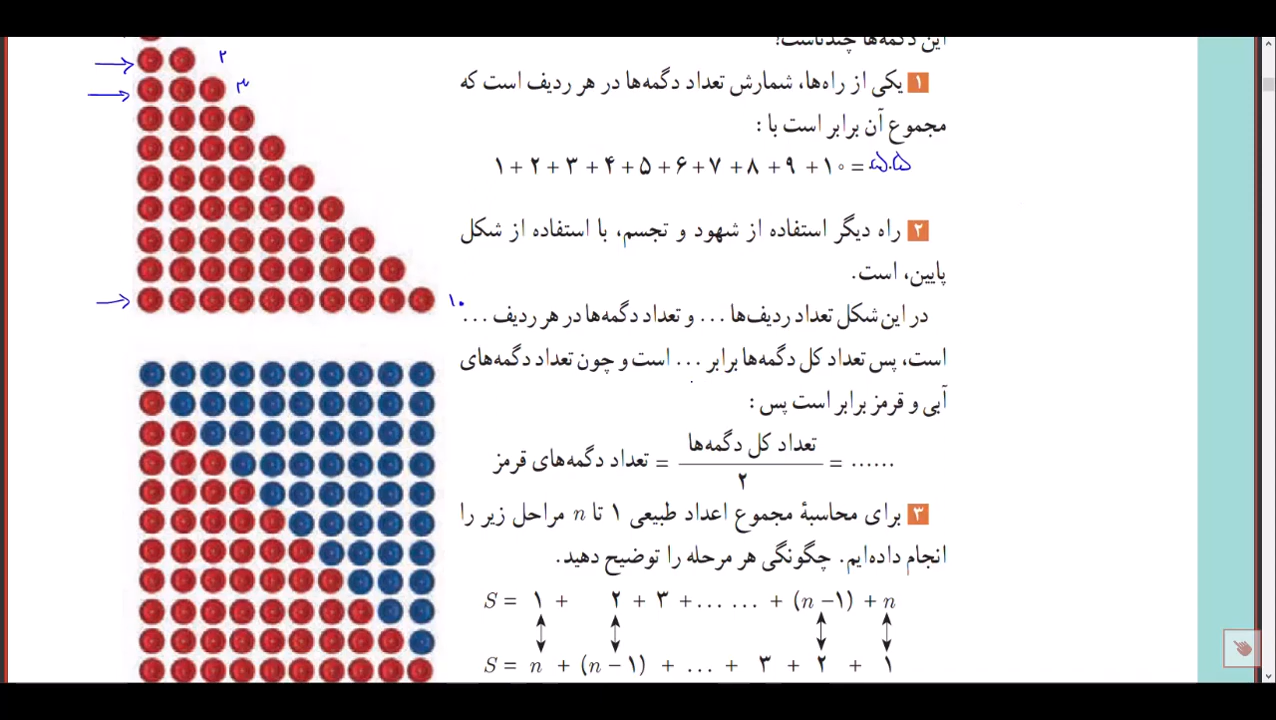 این دگمه‌ها چندتاست؟
۱ یکی از راه‌ها، شمارش تعداد دگمه‌ها در هر ردیف است که
مجموع آن برابر است با :
۱ + ۲ + ۳ + ۴ + ۵ + ۶ + ۷ + ۸ + ۹ + ۱۰ = ۵۵
۲ راه دیگر استفاده از شهود و تجسم، با استفاده از شکل
پایین، است.
در این شکل تعداد ردیف‌ها ... و تعداد دگمه‌ها در هر ردیف ...
است، پس تعداد کل دگمه‌ها برابر ... است و چون تعداد دگمه‌های
آبی و قرمز برابر است پس :
تعداد دگمه‌های قرمز = تعداد کل دگمه‌ها / ۲ = ......
۳ برای محاسبهٔ مجموع اعداد طبیعی ۱ تا n مراحل زیر را
انجام داده‌ایم. چگونگی هر مرحله را توضیح دهید.
S = ۱ + ۲ + ۳ + ... ... + (n − ۱) + n
S = n + (n − ۱) + ... + ۳ + ۲ + ۱
۲
۳
۱۰